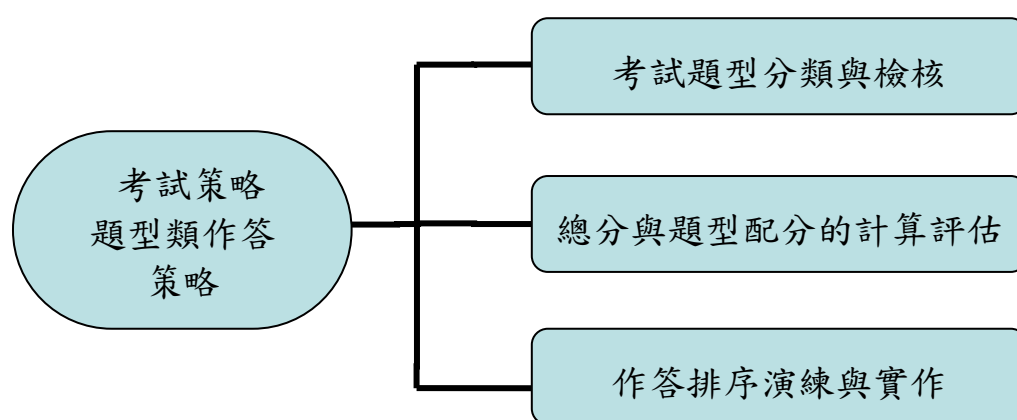 考試策略
題型類作答
策略
考試題型分類與檢核
總分與題型配分的計算評估
作答排序演練與實作